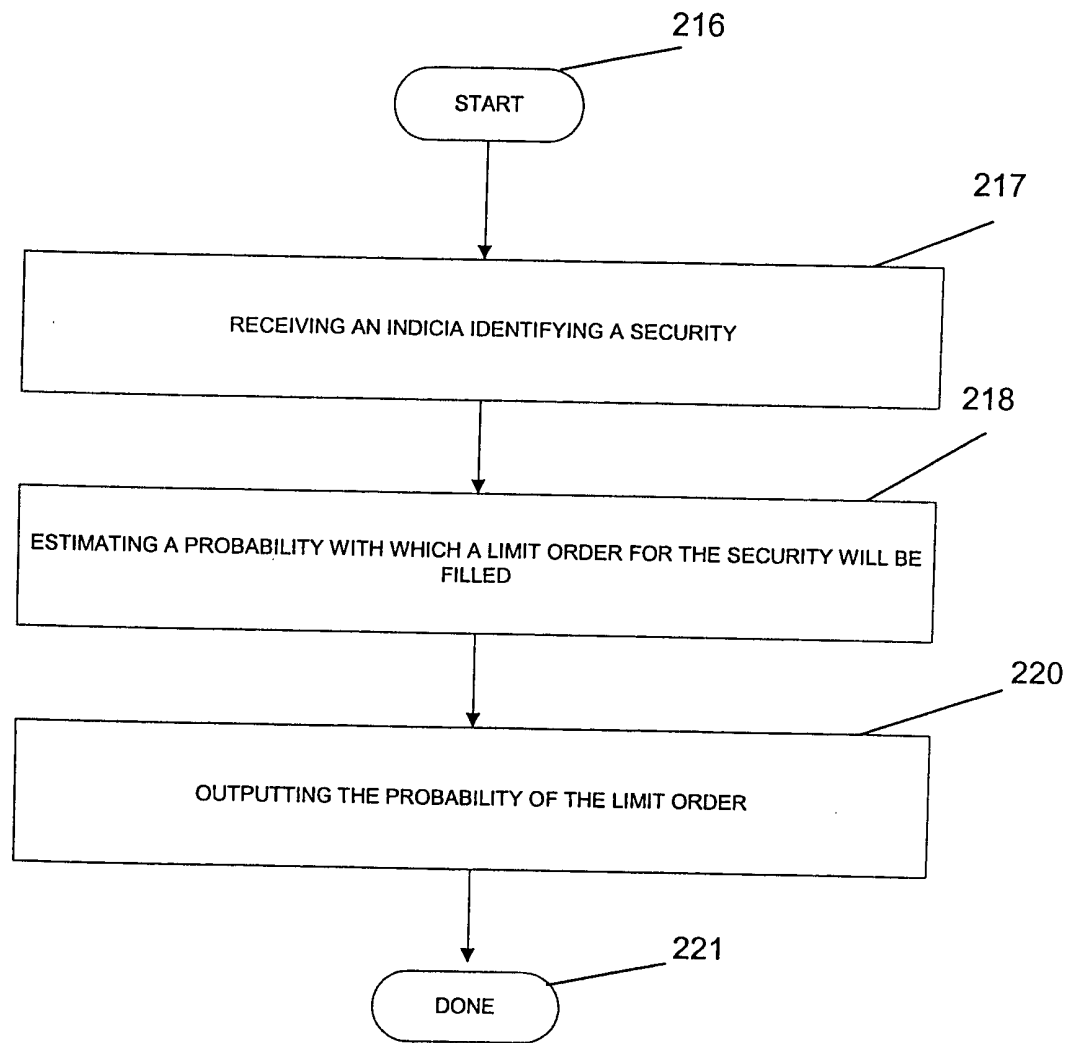 216
START
217
RECEIVING AN INDICIA IDENTIFYING A SECURITY
218
ESTIMATING A PROBABILITY WITH WHICH A LIMIT ORDER FOR THE SECURITY WILL BE
FILLED
220
OUTPUTTING THE PROBABILITY OF THE LIMIT ORDER
221
DONE